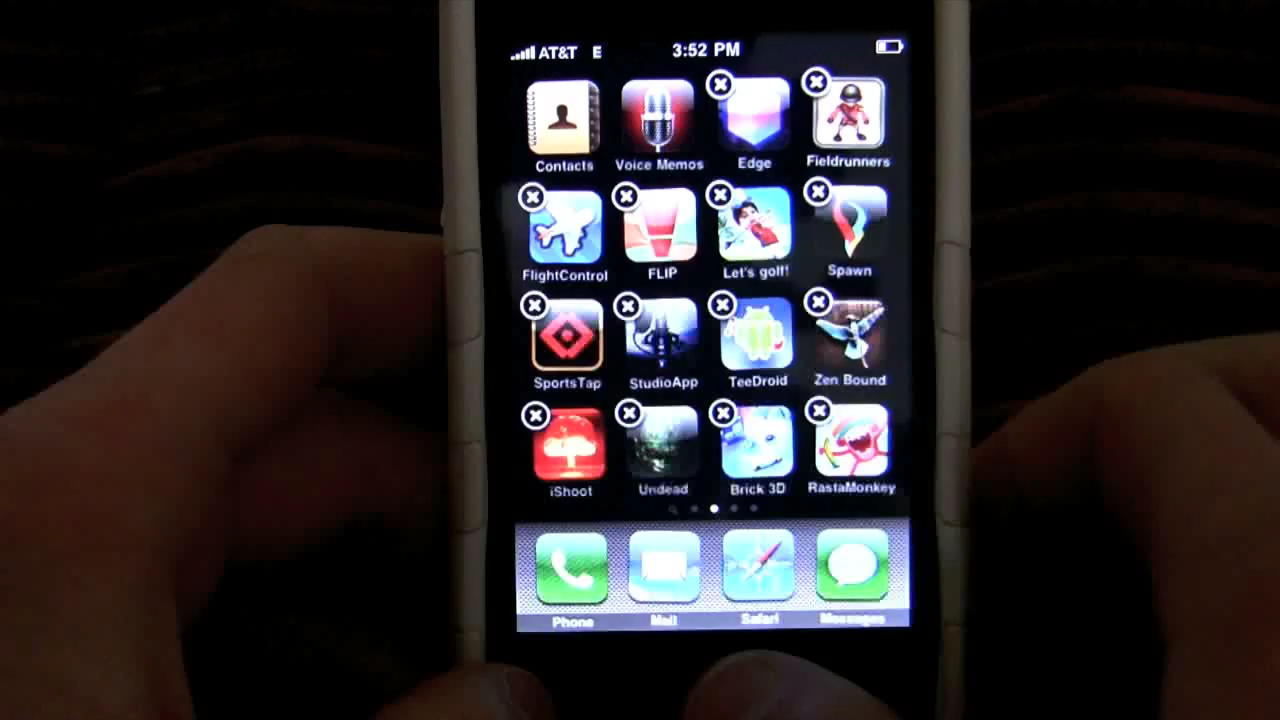 AT&T E 3:52 PM
Contacts Voice Memos Edge Fieldrunners
FlightControl FLIP Let's golf! Spawn
SportsTap StudioApp TeeDroid Zen Bound
iShoot Undead Brick 3D RastaMonkey
Phone Mail Safari Messages